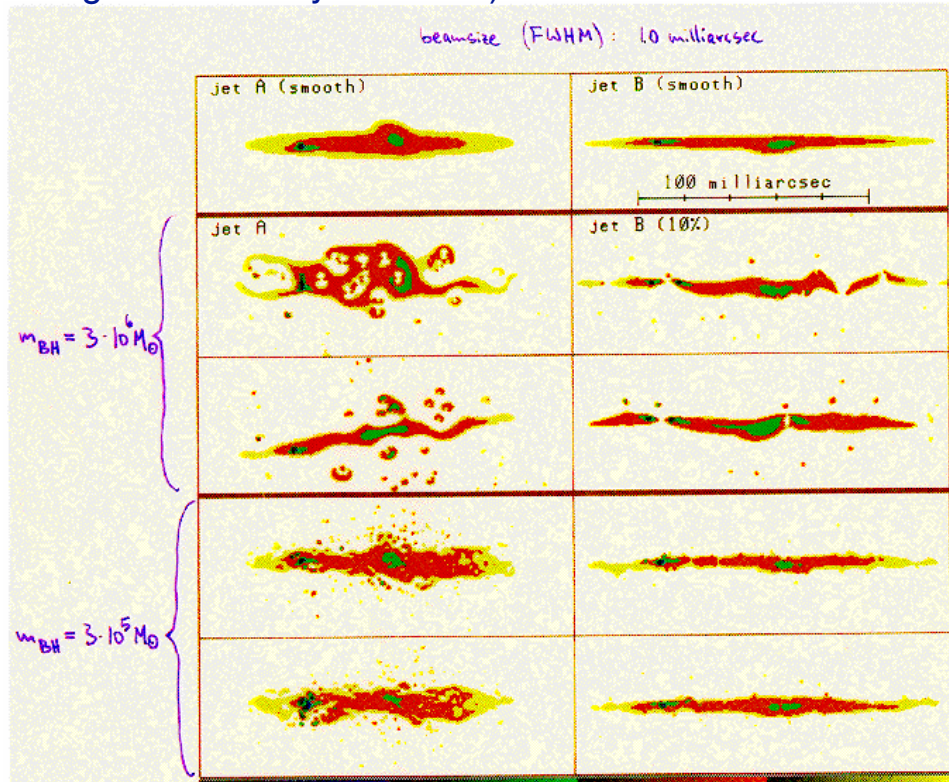 beamsize (FWHM): 1.0 milliarcsec
jet A (smooth)
jet B (smooth)
100 milliarcsec
jet A
jet B (10%)
m_BH = 3·10^6 M_⊙
m_BH = 3·10^5 M_⊙